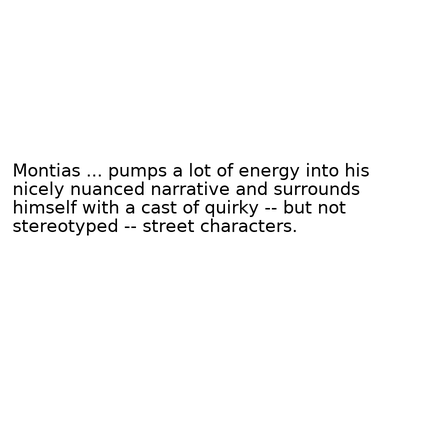 Montias ... pumps a lot of energy into his
nicely nuanced narrative and surrounds
himself with a cast of quirky -- but not
stereotyped -- street characters.